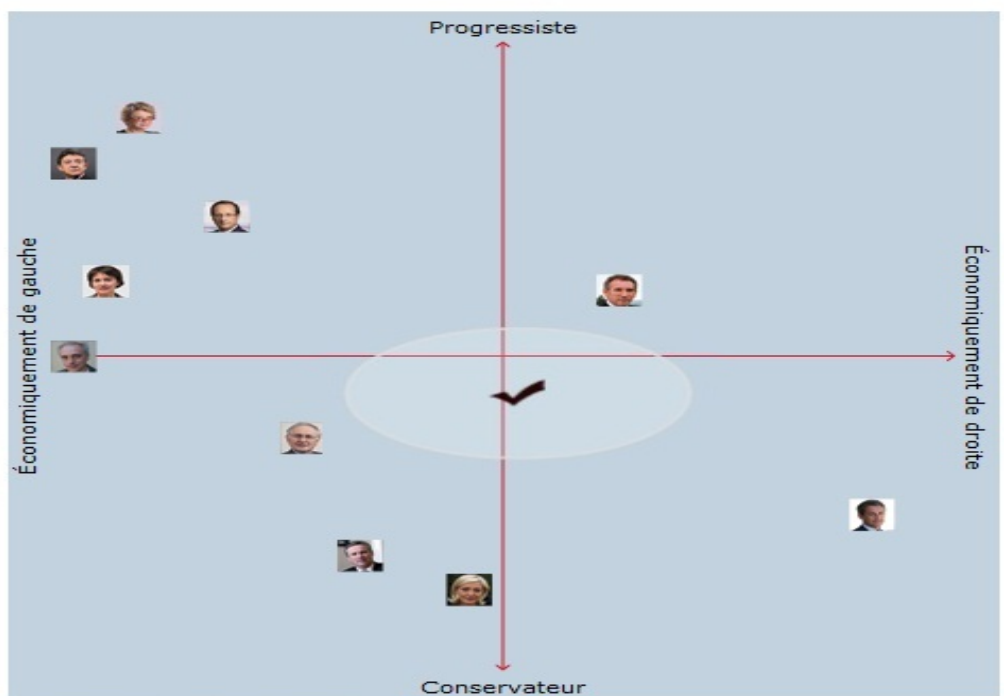 Progressiste
Économiquement de gauche
Économiquement de droite
Conservateur